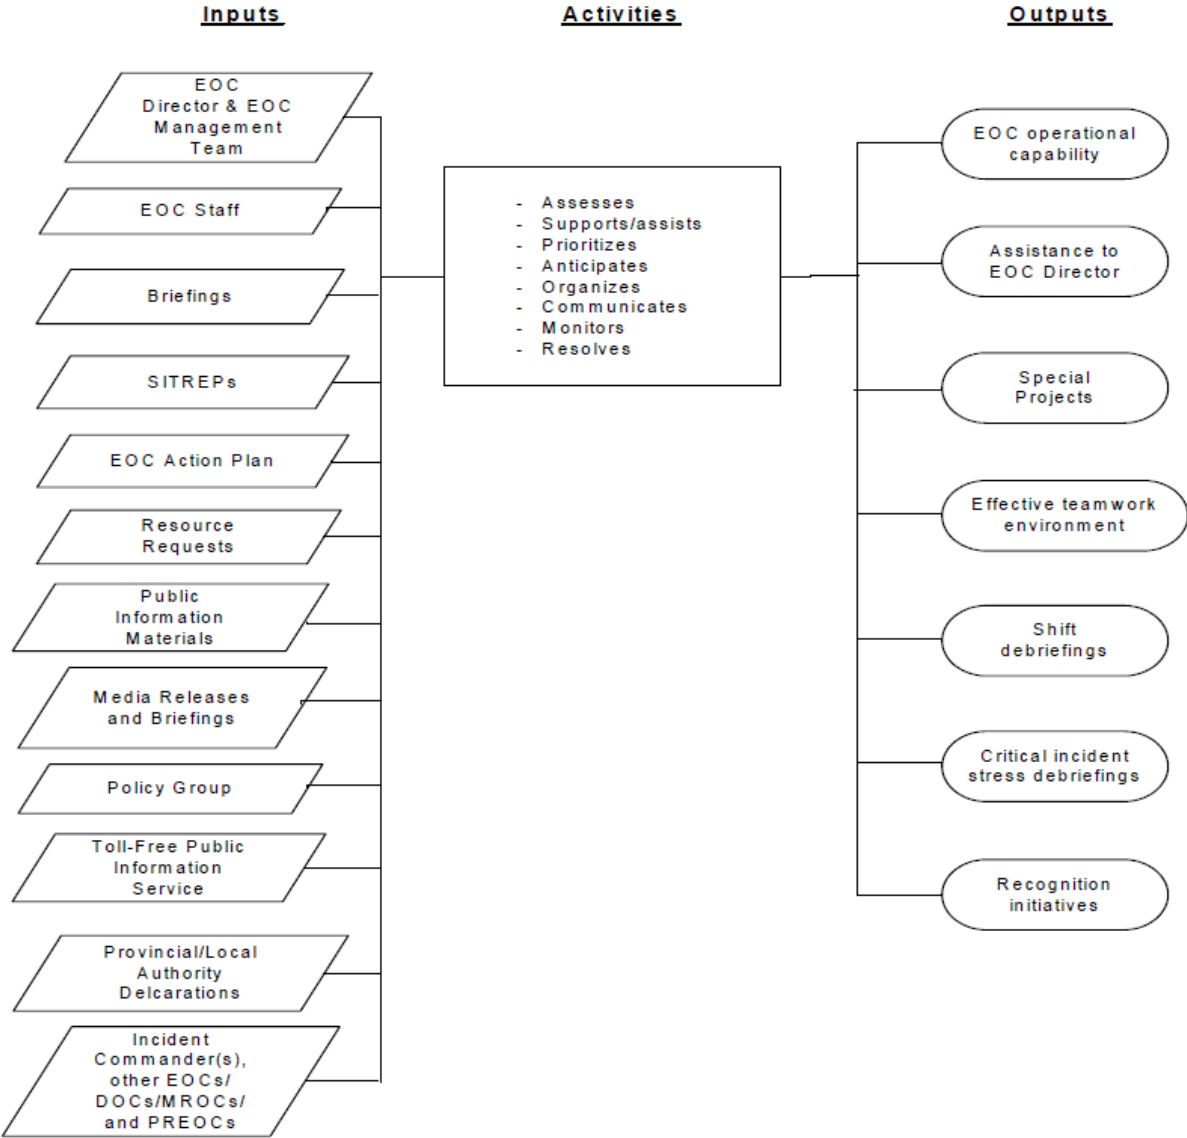 Inputs
Activities
Outputs
EOC
Director & EOC
Management
Team
EOC Staff
Briefings
SITREPs
EOC Action Plan
Resource
Requests
Public
Information
Materials
Media Releases
and Briefings
Policy Group
Toll-Free Public
Information
Service
Provincial/Local
Authority
Delcarations
Incident
Commander(s),
other EOCs/
DOCs/MROCs/
and PREOCs
- Assesses
- Supports/assists
- Prioritizes
- Anticipates
- Organizes
- Communicates
- Monitors
- Resolves
EOC operational
capability
Assistance to
EOC Director
Special
Projects
Effective teamwork
environment
Shift
debriefings
Critical incident
stress debriefings
Recognition
initiatives